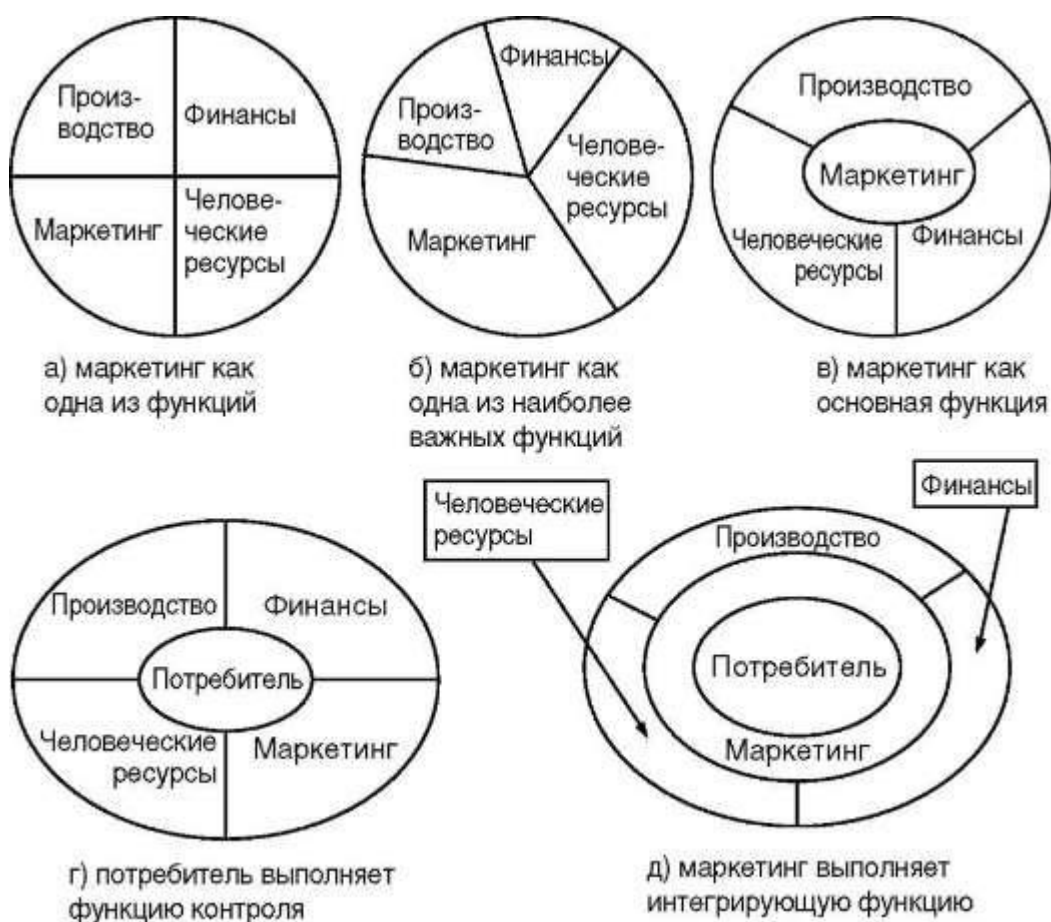 Произ-
водство
Финансы
Маркетинг
Челове-
ческие
ресурсы
а) маркетинг как
одна из функций
Финансы
Произ-
водство
Челове-
ческие
ресурсы
Маркетинг
б) маркетинг как
одна из наиболее
важных функций
Производство
Маркетинг
Человеческие
ресурсы
Финансы
в) маркетинг как
основная функция
Производство
Финансы
Потребитель
Человеческие
ресурсы
Маркетинг
г) потребитель выполняет
функцию контроля
Человеческие
ресурсы
Финансы
Производство
Потребитель
Маркетинг
д) маркетинг выполняет
интегрирующую функцию